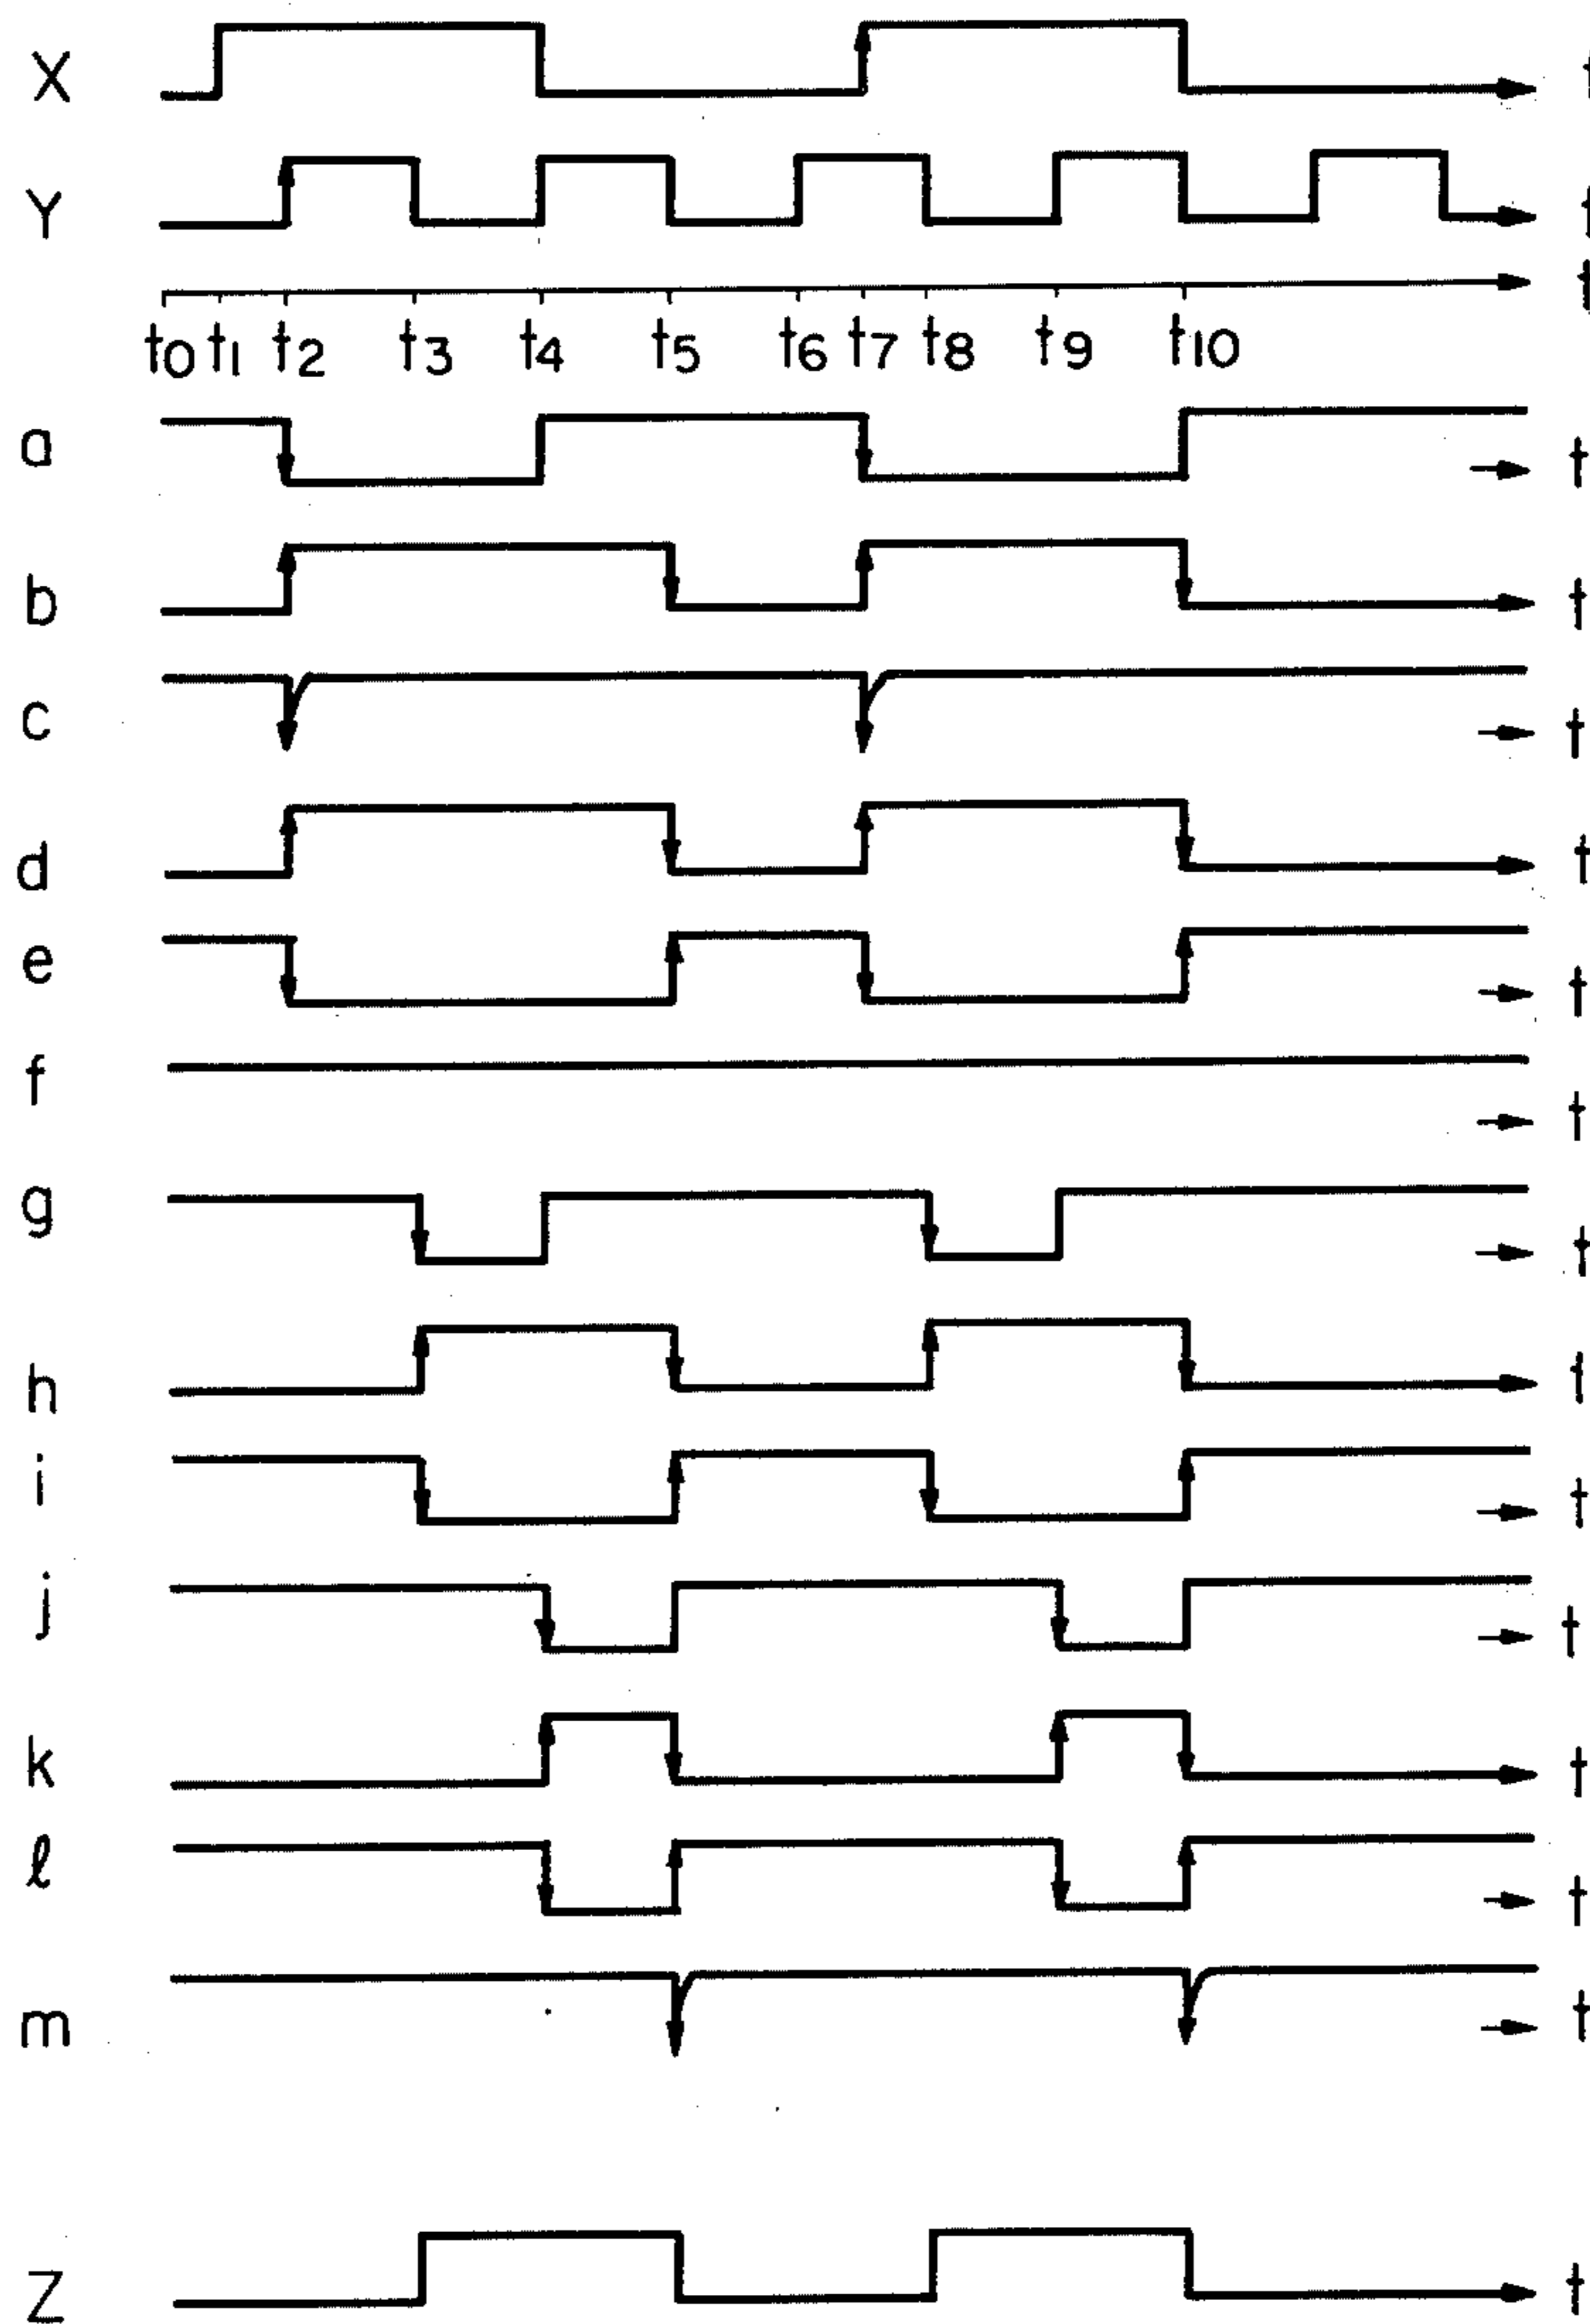 X t
Y t
t
t0 t1 t2 t3 t4 t5 t6 t7 t8 t9 t10
a t
b t
c t
d t
e t
f t
g t
h t
i t
j t
k t
ℓ t
m t
Z t